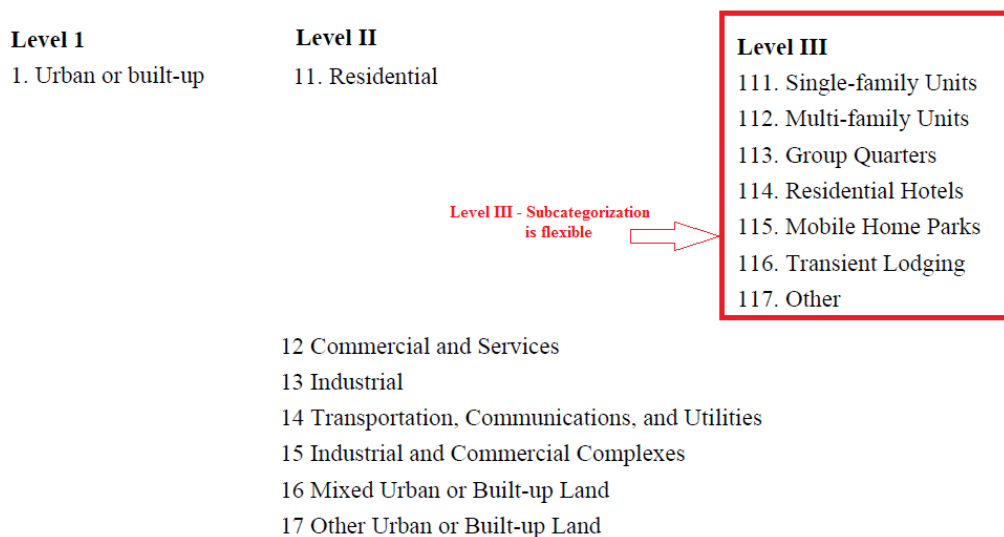 Level 1
1. Urban or built-up
Level II
11. Residential
Level III
111. Single-family Units
112. Multi-family Units
113. Group Quarters
114. Residential Hotels
115. Mobile Home Parks
116. Transient Lodging
117. Other
Level III - Subcategorization
is flexible
12 Commercial and Services
13 Industrial
14 Transportation, Communications, and Utilities
15 Industrial and Commercial Complexes
16 Mixed Urban or Built-up Land
17 Other Urban or Built-up Land